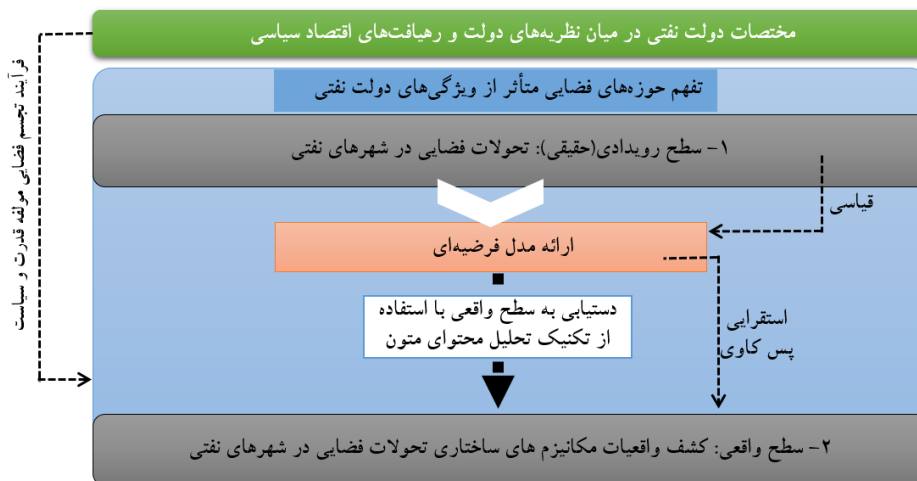 مختصات دولت نفتی در میان نظریه‌های دولت و رهیافت‌های اقتصاد سیاسی
تفهم حوزه‌های فضایی متأثر از ویژگی‌های دولت نفتی
۱- سطح رویدادی(حقیقی): تحولات فضایی در شهرهای نفتی
قیاسی
ارائه مدل فرضیه‌ای
دستیابی به سطح واقعی با استفاده
از تکنیک تحلیل محتوای متون
استقرایی
پس کاوی
۲- سطح واقعی: کشف واقعیات مکانیزم های ساختاری تحولات فضایی در شهرهای نفتی
فرآیند تجسم فضایی مولفه قدرت و سیاست